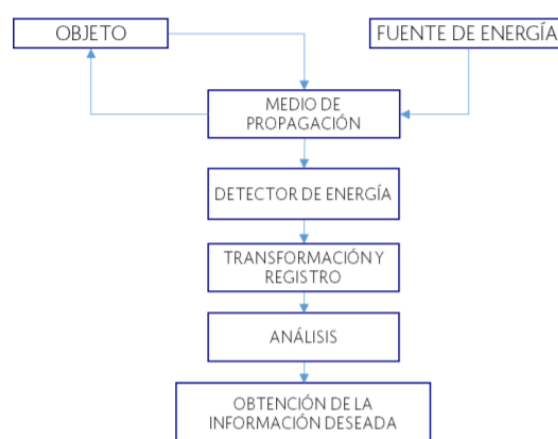 OBJETO
FUENTE DE ENERGÍA
MEDIO DE
PROPAGACIÓN
DETECTOR DE ENERGÍA
TRANSFORMACIÓN Y
REGISTRO
ANÁLISIS
OBTENCIÓN DE LA
INFORMACIÓN DESEADA